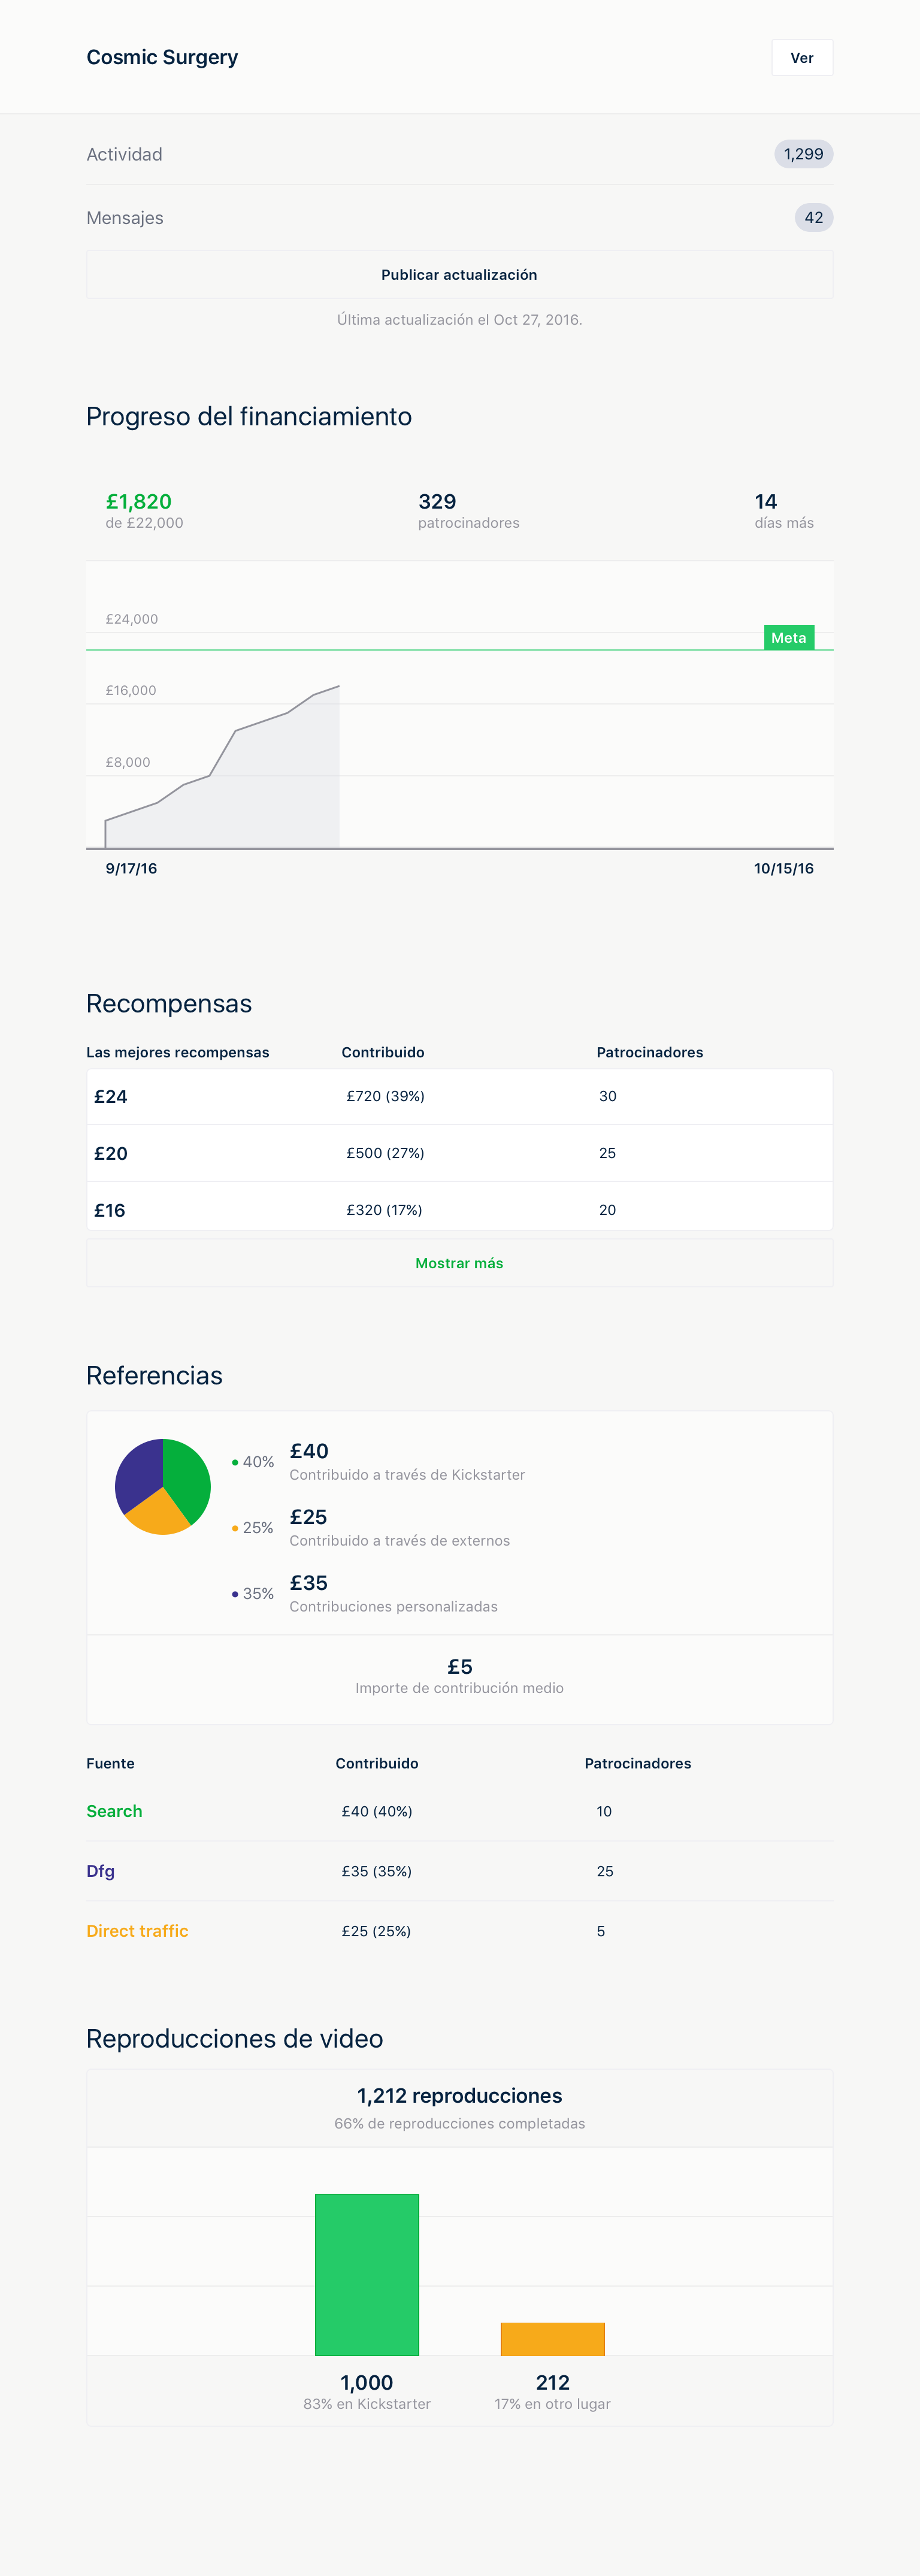 Cosmic Surgery
Ver
Actividad
1,299
Mensajes
42
Publicar actualización
Última actualización el Oct 27, 2016.
Progreso del financiamiento
£1,820
329
14
de £22,000
patrocinadores
días más
£24,000
Meta
£16,000
£8,000
9/17/16
10/15/16
Recompensas
Las mejores recompensas
Contribuido
Patrocinadores
£24
£720 (39%)
30
£20
£500 (27%)
25
£16
£320 (17%)
20
Mostrar más
Referencias
40%
£40
Contribuido a través de Kickstarter
25%
£25
Contribuido a través de externos
35%
£35
Contribuciones personalizadas
£5
Importe de contribución medio
Fuente
Contribuido
Patrocinadores
Search
£40 (40%)
10
Dfg
£35 (35%)
25
Direct traffic
£25 (25%)
5
Reproducciones de video
1,212 reproducciones
66% de reproducciones completadas
1,000
212
83% en Kickstarter
17% en otro lugar